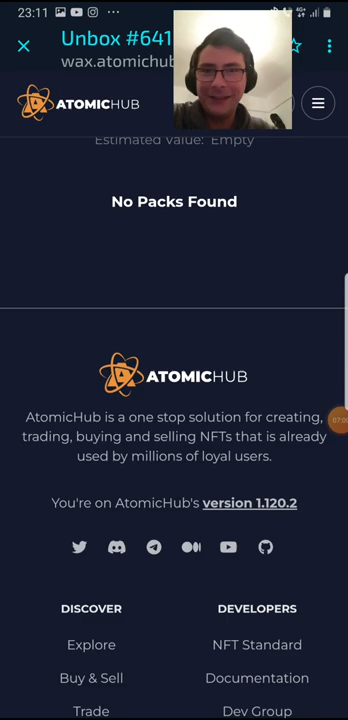 23:11
Unbox #641
wax.atomichub
ATOMICHUB
Estimated Value: Empty
No Packs Found
ATOMICHUB
AtomicHub is a one stop solution for creating,
trading, buying and selling NFTs that is already
used by millions of loyal users.
You're on AtomicHub's version 1.120.2
DISCOVER
DEVELOPERS
Explore
NFT Standard
Buy & Sell
Documentation
Trade
Dev Group